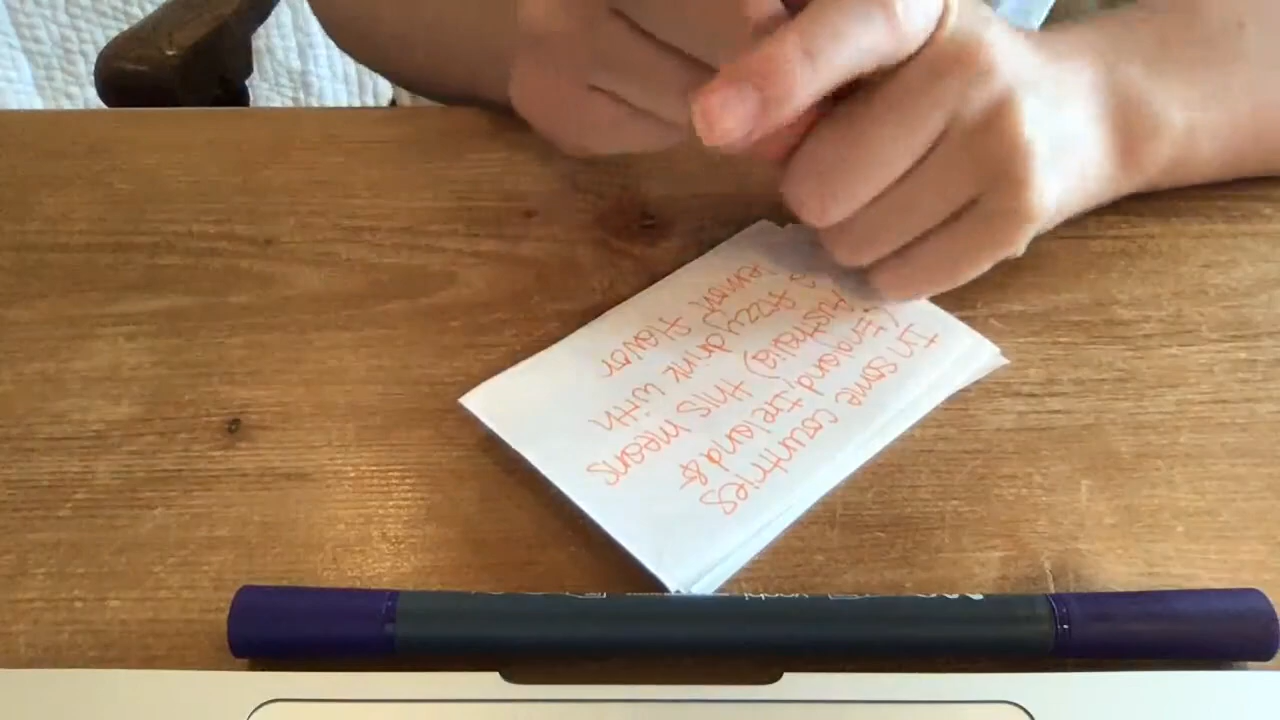 In some countries
(England, Ireland &
Australia) this means
a fizzy drink with
lemon flavor